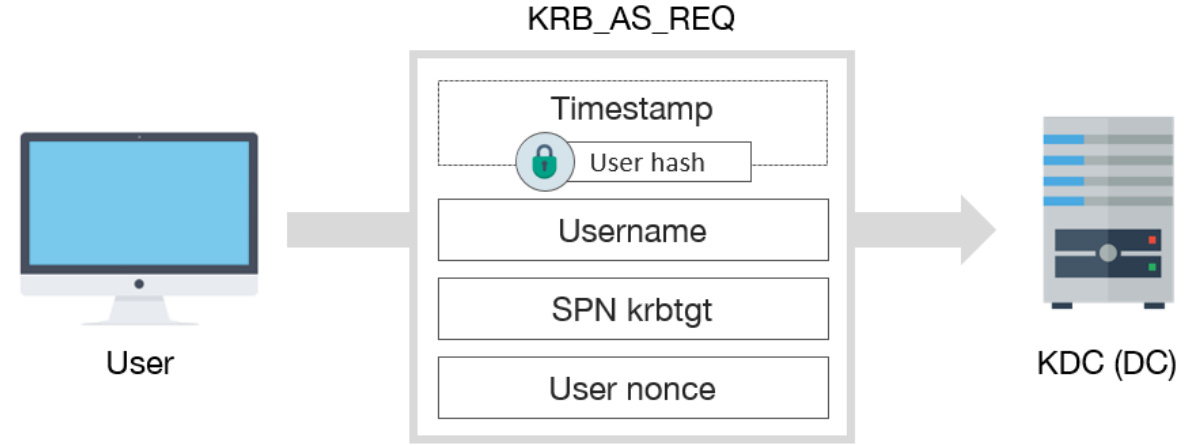 KRB_AS_REQ
Timestamp
User hash
Username
SPN krbtgt
User nonce
User
KDC (DC)